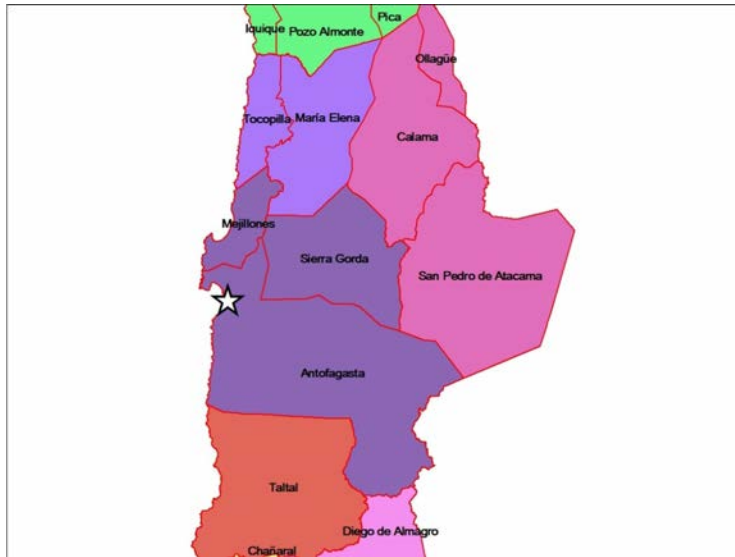 Pica
Iquique
Pozo Almonte
Ollagüe
Tocopilla
María Elena
Calama
Mejillones
Sierra Gorda
San Pedro de Atacama
Antofagasta
Taltal
Diego de Almagro
Chañaral